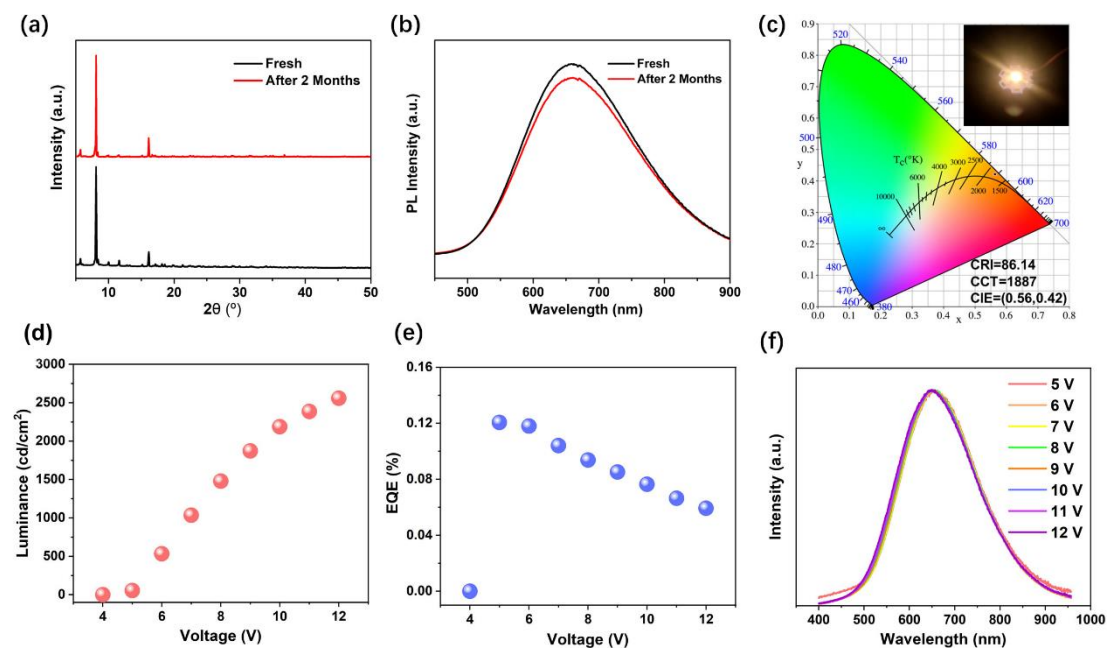 (a)
Intensity (a.u.)
Fresh
After 2 Months
10 20 30 40 50
2θ (°)
(b)
PL Intensity (a.u.)
Fresh
After 2 Months
500 600 700 800 900
Wavelength (nm)
(c)
0.9
0.8
0.7
0.6
0.5
y
0.4
0.3
0.2
0.1
0.0
0.0 0.1 0.2 0.3 0.4 0.5 0.6 0.7 0.8
x
520
540
560
500
580
600
620
700
490
480
470
460
380
Tc(°K)
10000
6000
4000
3000
2500
2000
1500
∞
CRI=86.14
CCT=1887
CIE=(0.56,0.42)
(d)
Luminance (cd/cm²)
3000
2500
2000
1500
1000
500
0
4 6 8 10 12
Voltage (V)
(e)
EQE (%)
0.16
0.12
0.08
0.04
0.00
4 6 8 10 12
Voltage (V)
(f)
Intensity (a.u.)
5 V
6 V
7 V
8 V
9 V
10 V
11 V
12 V
400 500 600 700 800 900 1000
Wavelength (nm)